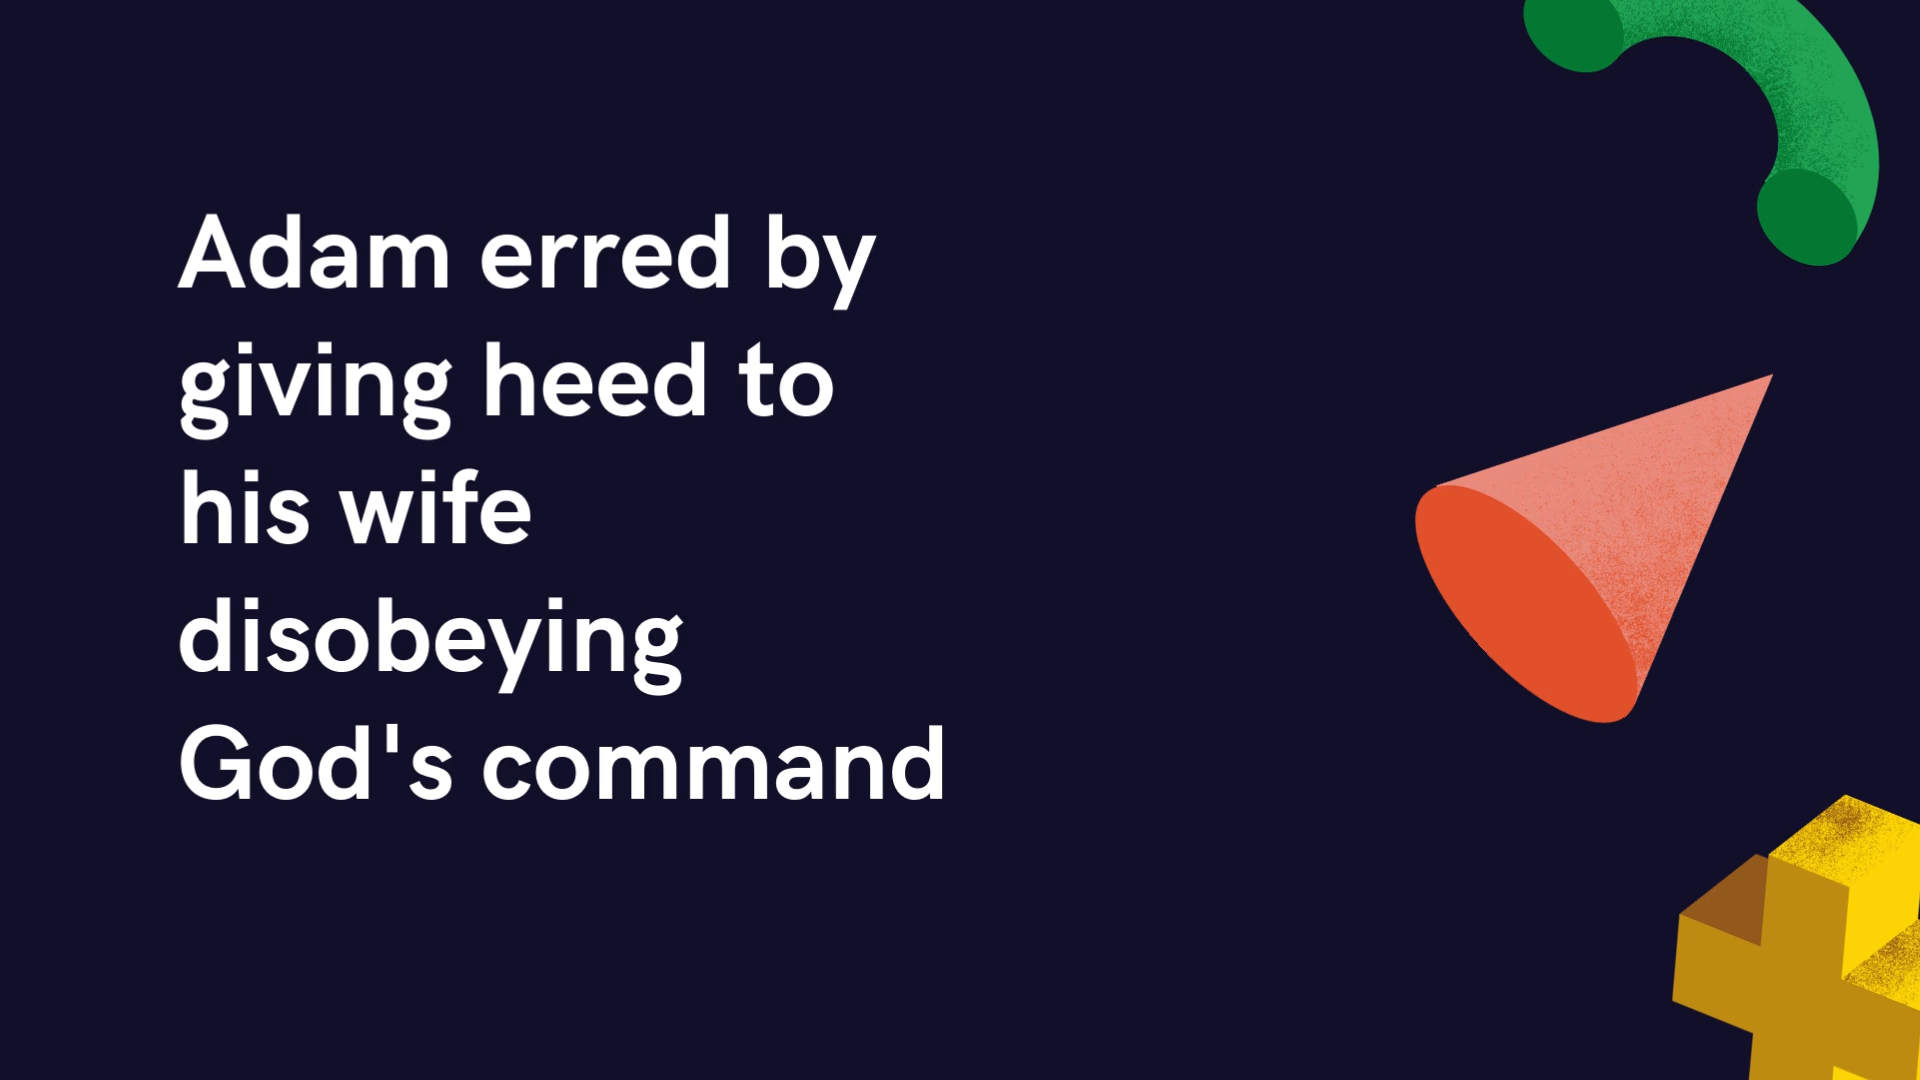 Adam erred by
giving heed to
his wife
disobeying
God's command